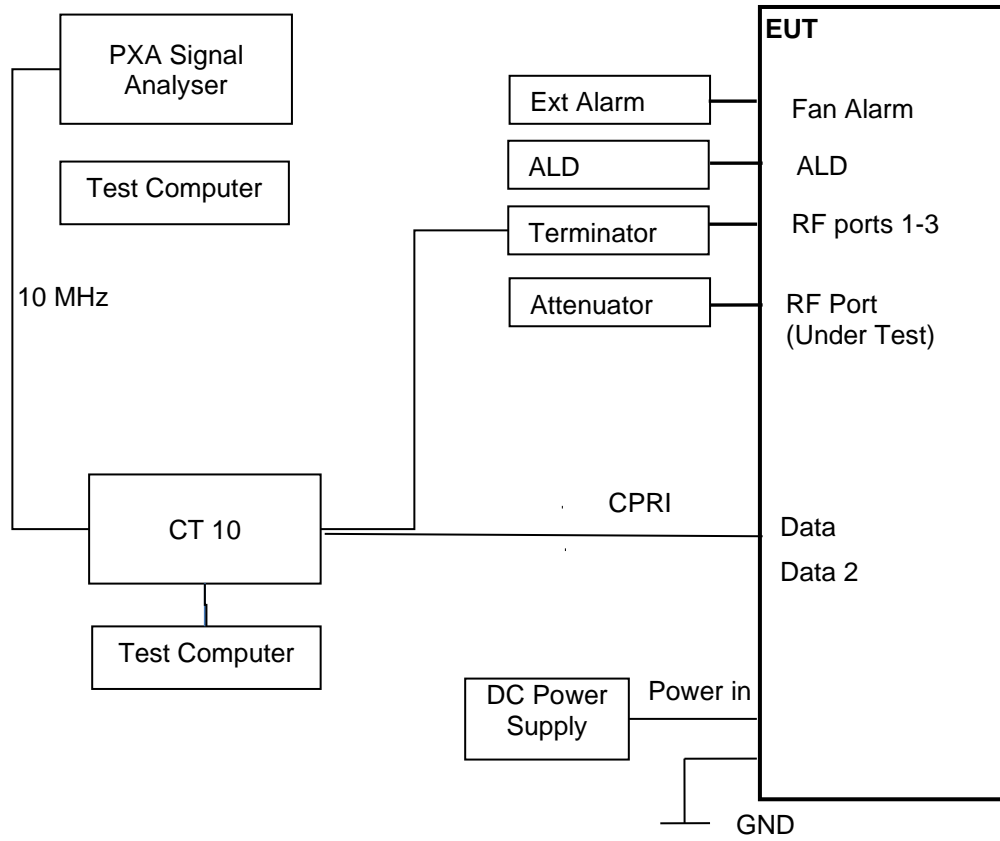 EUT
PXA Signal
Analyser
Ext Alarm
Fan Alarm
ALD
ALD
Test Computer
Terminator
RF ports 1-3
10 MHz
Attenuator
RF Port
(Under Test)
CPRI
CT 10
Data
Data 2
Test Computer
DC Power
Supply
Power in
GND